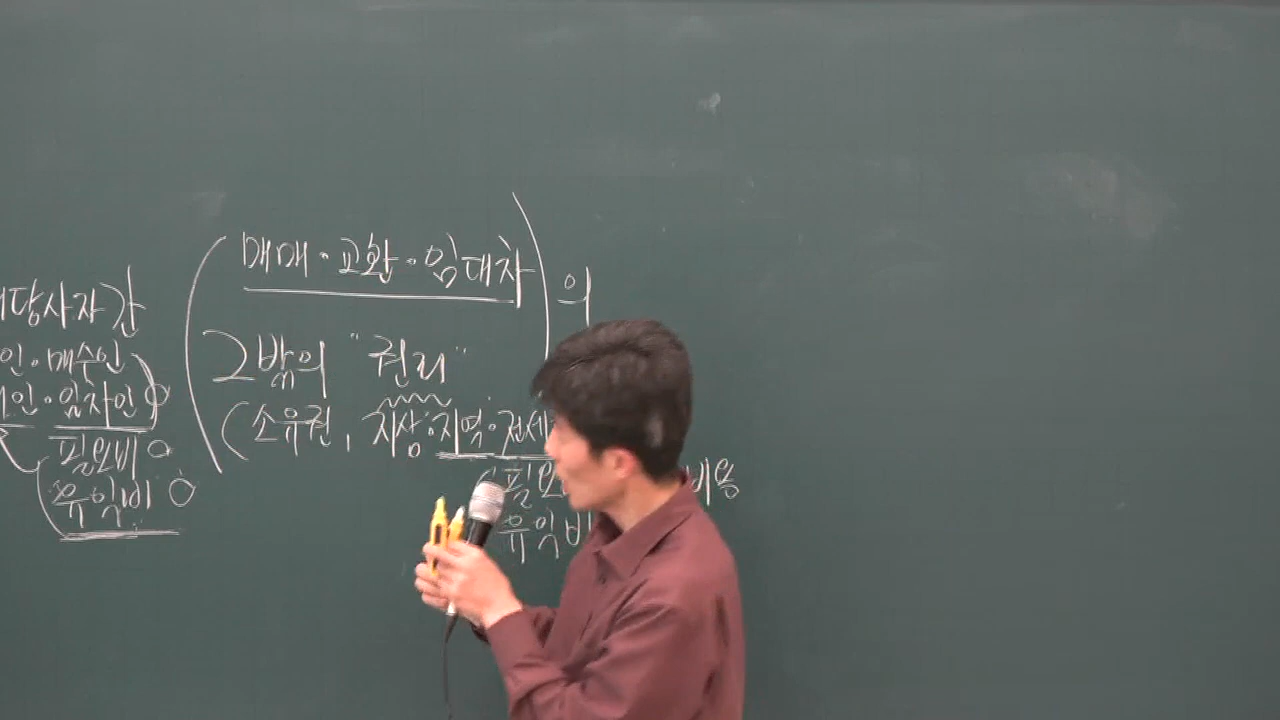 당사자간
인·매수인
인·임차인
필요비 ○
유익비 ○
(매매·교환·임대차)의
그 밖의 "권리"
(소유권, 지상·지역·전세
(필요 비용
유익비